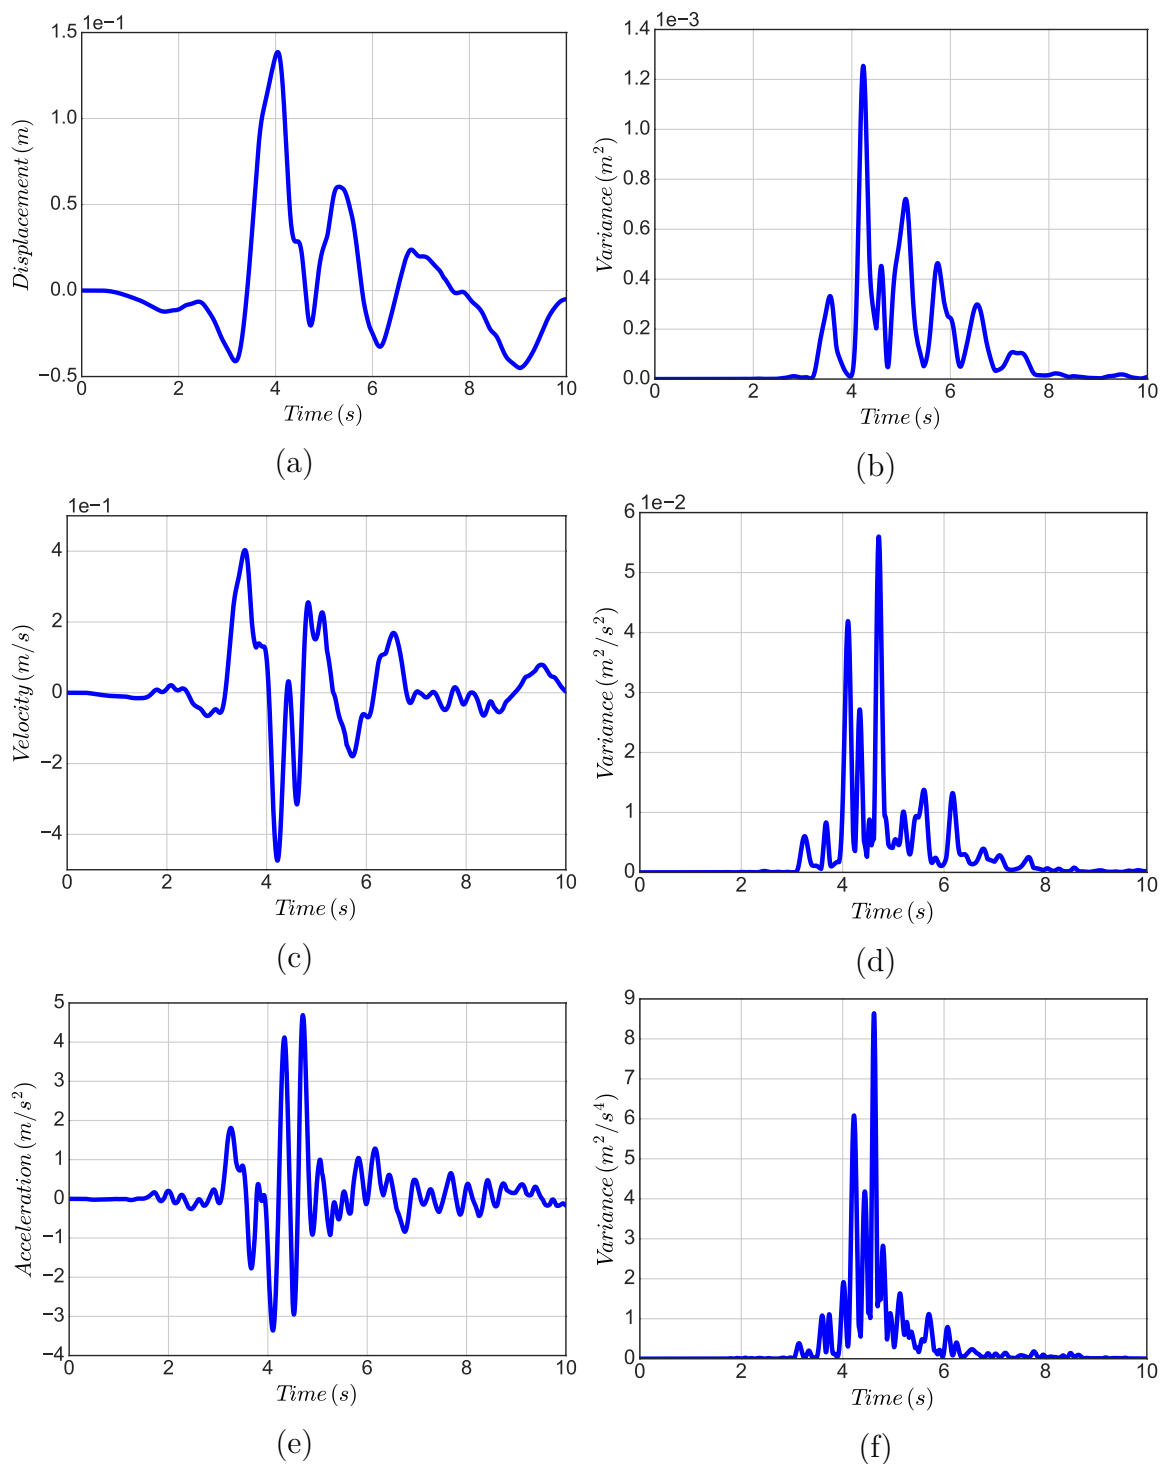 1e−1
1.5
1.0
0.5
0.0
−0.5
Displacement (m)
0 2 4 6 8 10
Time (s)
(a)
1e−3
1.4
1.2
1.0
0.8
0.6
0.4
0.2
0.0
Variance (m²)
0 2 4 6 8 10
Time (s)
(b)
1e−1
4
2
0
−2
−4
Velocity (m/s)
0 2 4 6 8 10
Time (s)
(c)
1e−2
6
5
4
3
2
1
0
Variance (m²/s²)
0 2 4 6 8 10
Time (s)
(d)
5
4
3
2
1
0
−1
−2
−3
−4
Acceleration (m/s²)
0 2 4 6 8 10
Time (s)
(e)
9
8
7
6
5
4
3
2
1
0
Variance (m²/s⁴)
0 2 4 6 8 10
Time (s)
(f)